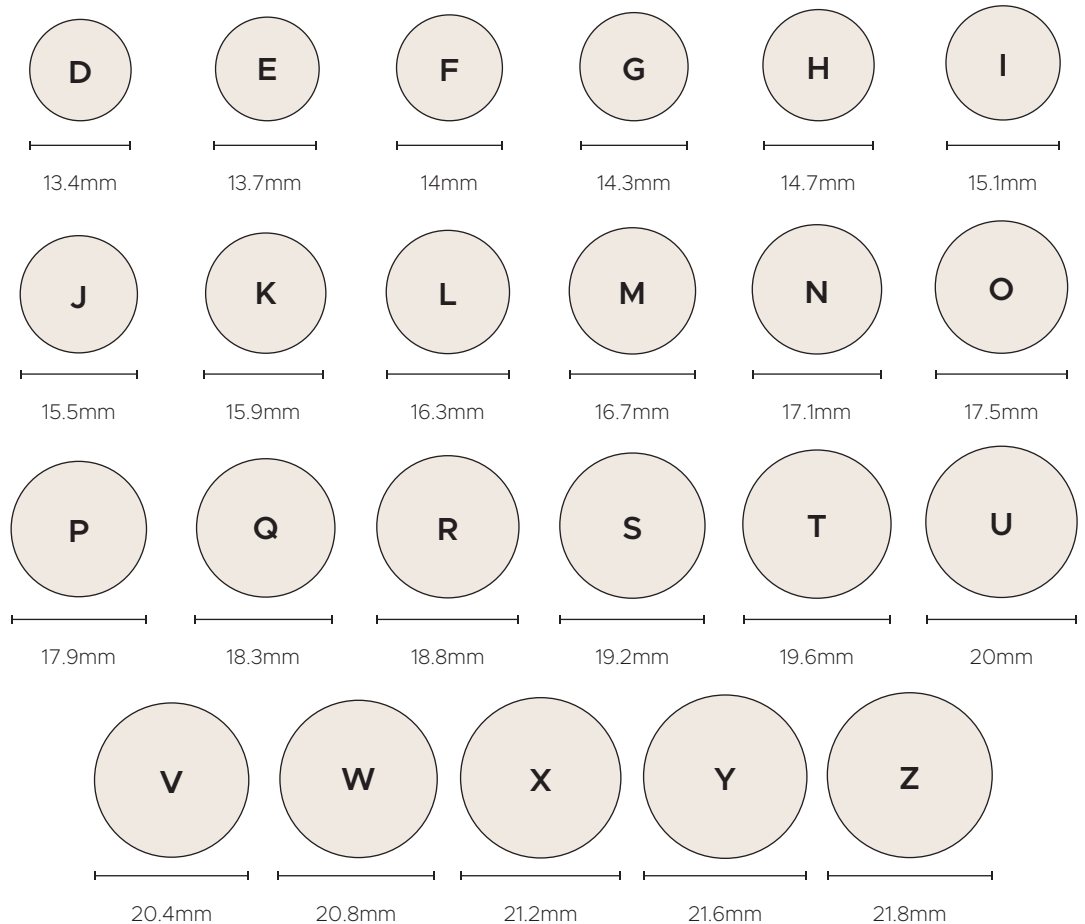 D E F G H I
13.4mm 13.7mm 14mm 14.3mm 14.7mm 15.1mm
J K L M N O
15.5mm 15.9mm 16.3mm 16.7mm 17.1mm 17.5mm
P Q R S T U
17.9mm 18.3mm 18.8mm 19.2mm 19.6mm 20mm
V W X Y Z
20.4mm 20.8mm 21.2mm 21.6mm 21.8mm